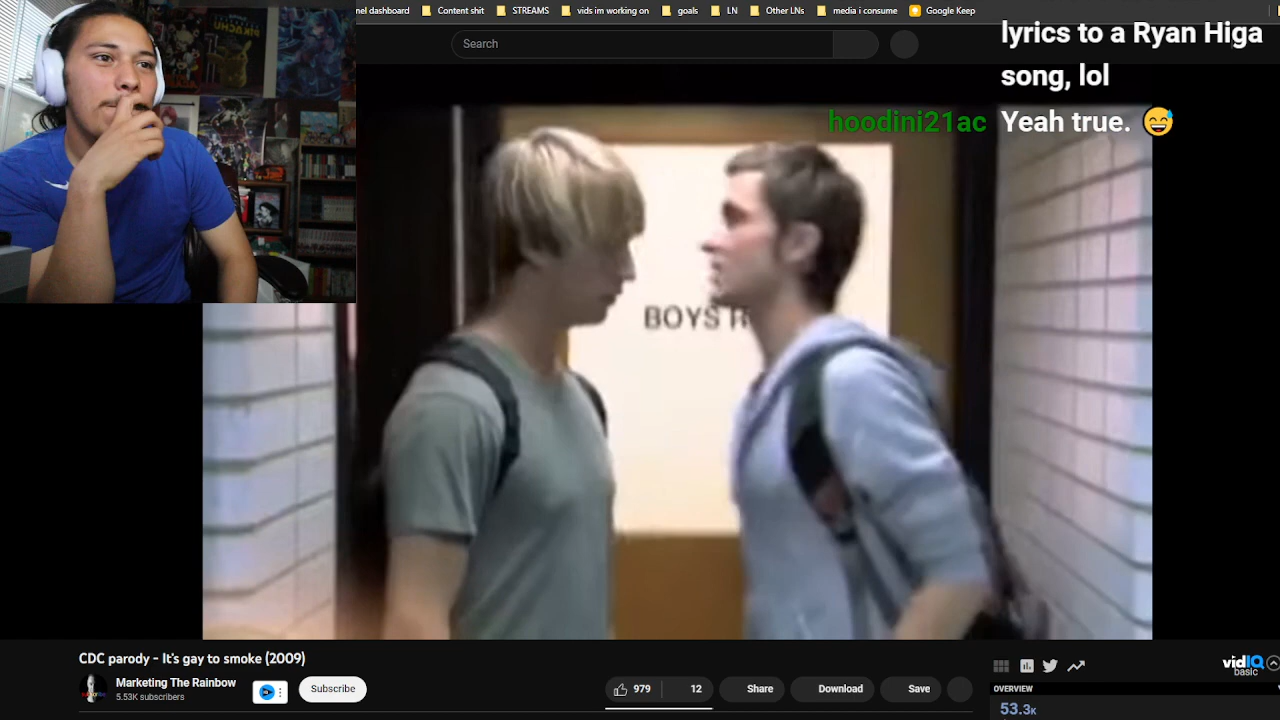 el dashboard Content shit STREAMS vids im working on goals LN Other LNs media i consume Google Keep
Search
lyrics to a Ryan Higa
song, lol
hoodini21ac Yeah true. 😅
BOYS
CDC parody - It's gay to smoke (2009)
Marketing The Rainbow
5.53K subscribers
Subscribe
979
12
Share
Download
Save
vidIQ
basic
OVERVIEW
53.3K